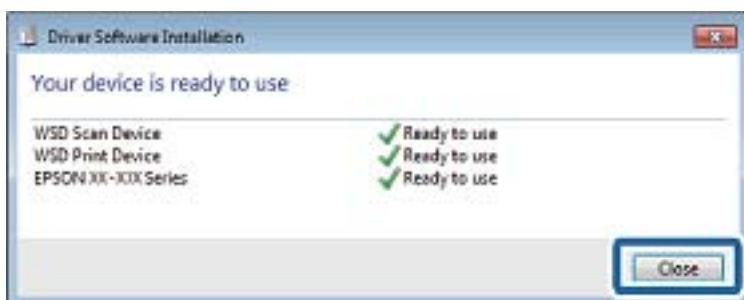 Driver Software Installation
Your device is ready to use
WSD Scan Device Ready to use
WSD Print Device Ready to use
EPSON XX-XXX Series Ready to use
Close